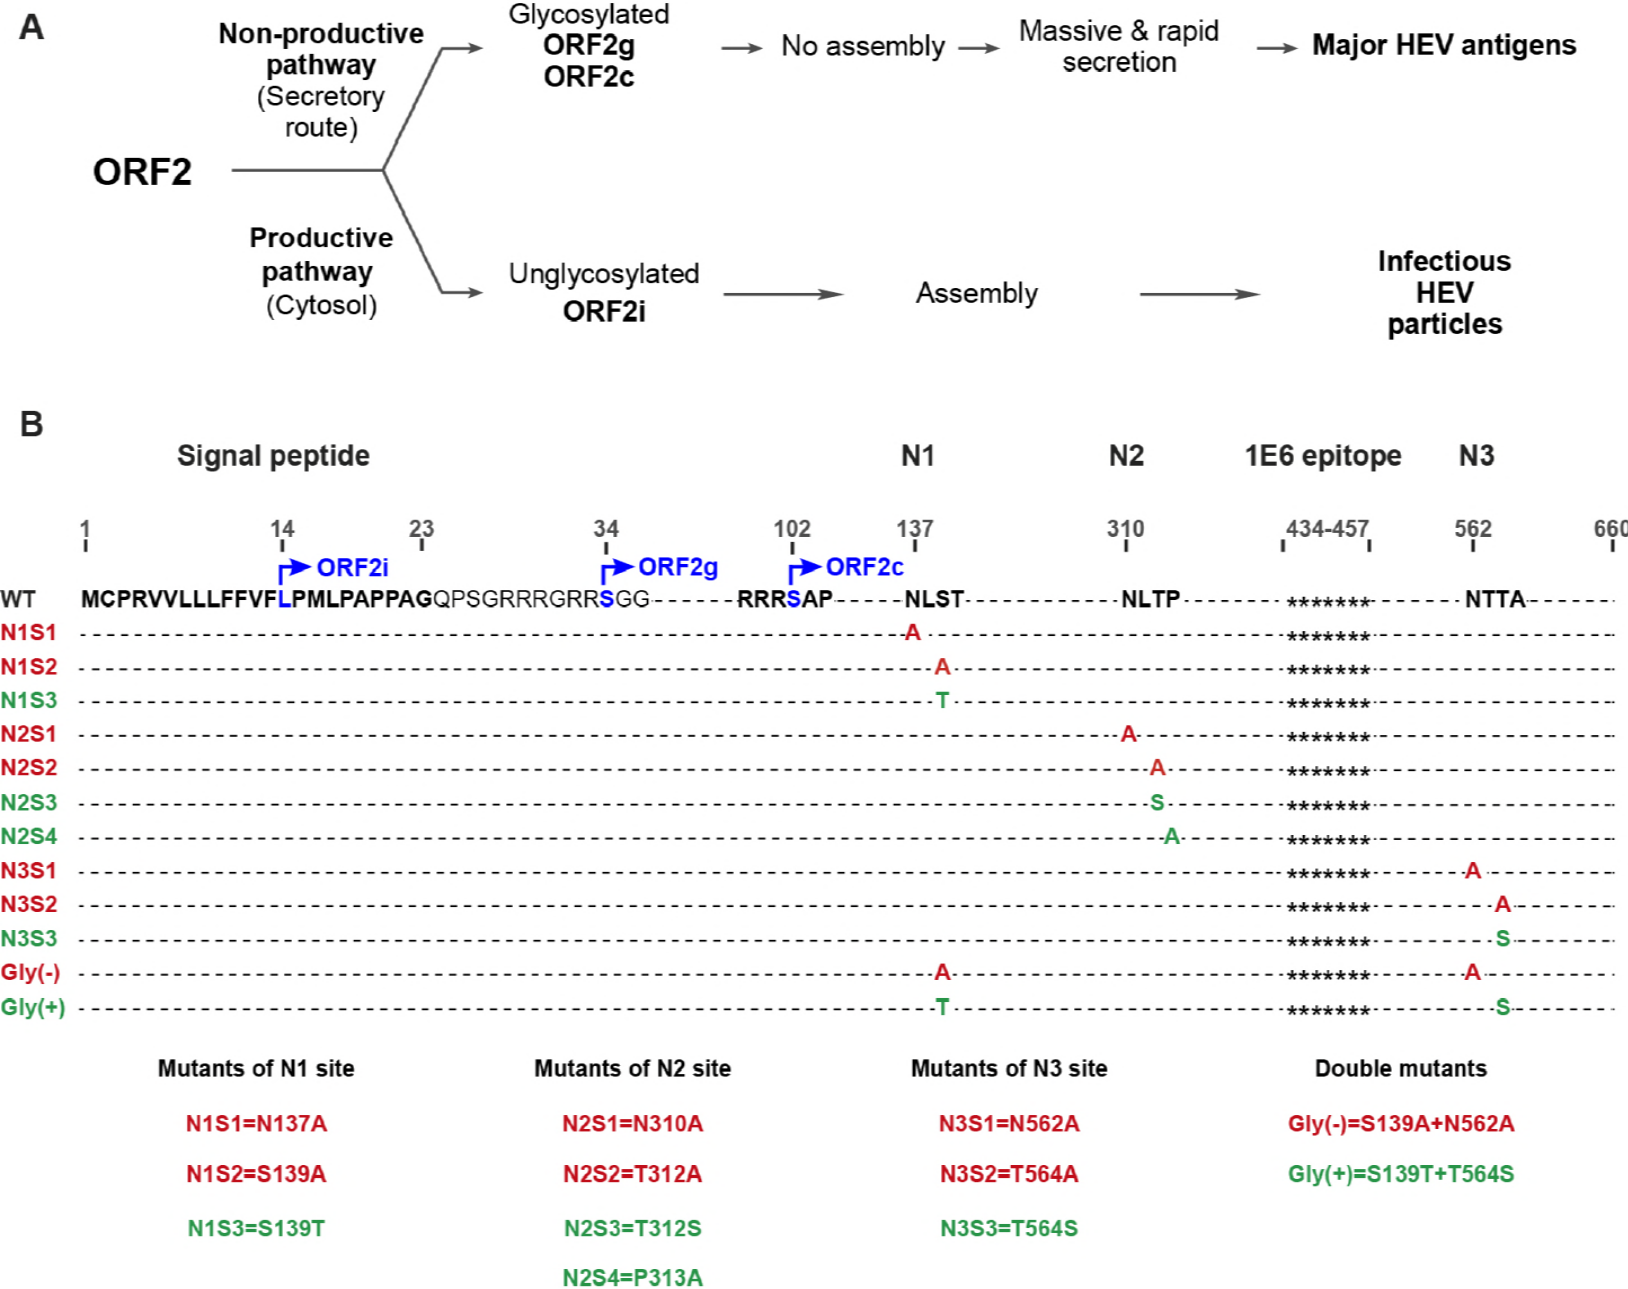 A
Non-productive
pathway
(Secretory
route)
Glycosylated
ORF2g
ORF2c
No assembly
Massive & rapid
secretion
Major HEV antigens
ORF2
Productive
pathway
(Cytosol)
Unglycosylated
ORF2i
Assembly
Infectious
HEV
particles
B
Signal peptide N1 N2 1E6 epitope N3
1 14 23 34 102 137 310 434-457 562 660
ORF2i ORF2g ORF2c
WT MCPRVVLLLFFVFLPMLPAPPAGQPSGRRRGRRSGG------RRRSAP-----NLST----------NLTP-------*******------NTTA-------
N1S1 A *******
N1S2 A *******
N1S3 T *******
N2S1 A *******
N2S2 A *******
N2S3 S *******
N2S4 A *******
N3S1 ******* A
N3S2 ******* A
N3S3 ******* S
Gly(-) A ******* A
Gly(+) T ******* S
Mutants of N1 site Mutants of N2 site Mutants of N3 site Double mutants
N1S1=N137A N2S1=N310A N3S1=N562A Gly(-)=S139A+N562A
N1S2=S139A N2S2=T312A N3S2=T564A Gly(+)=S139T+T564S
N1S3=S139T N2S3=T312S N3S3=T564S
N2S4=P313A